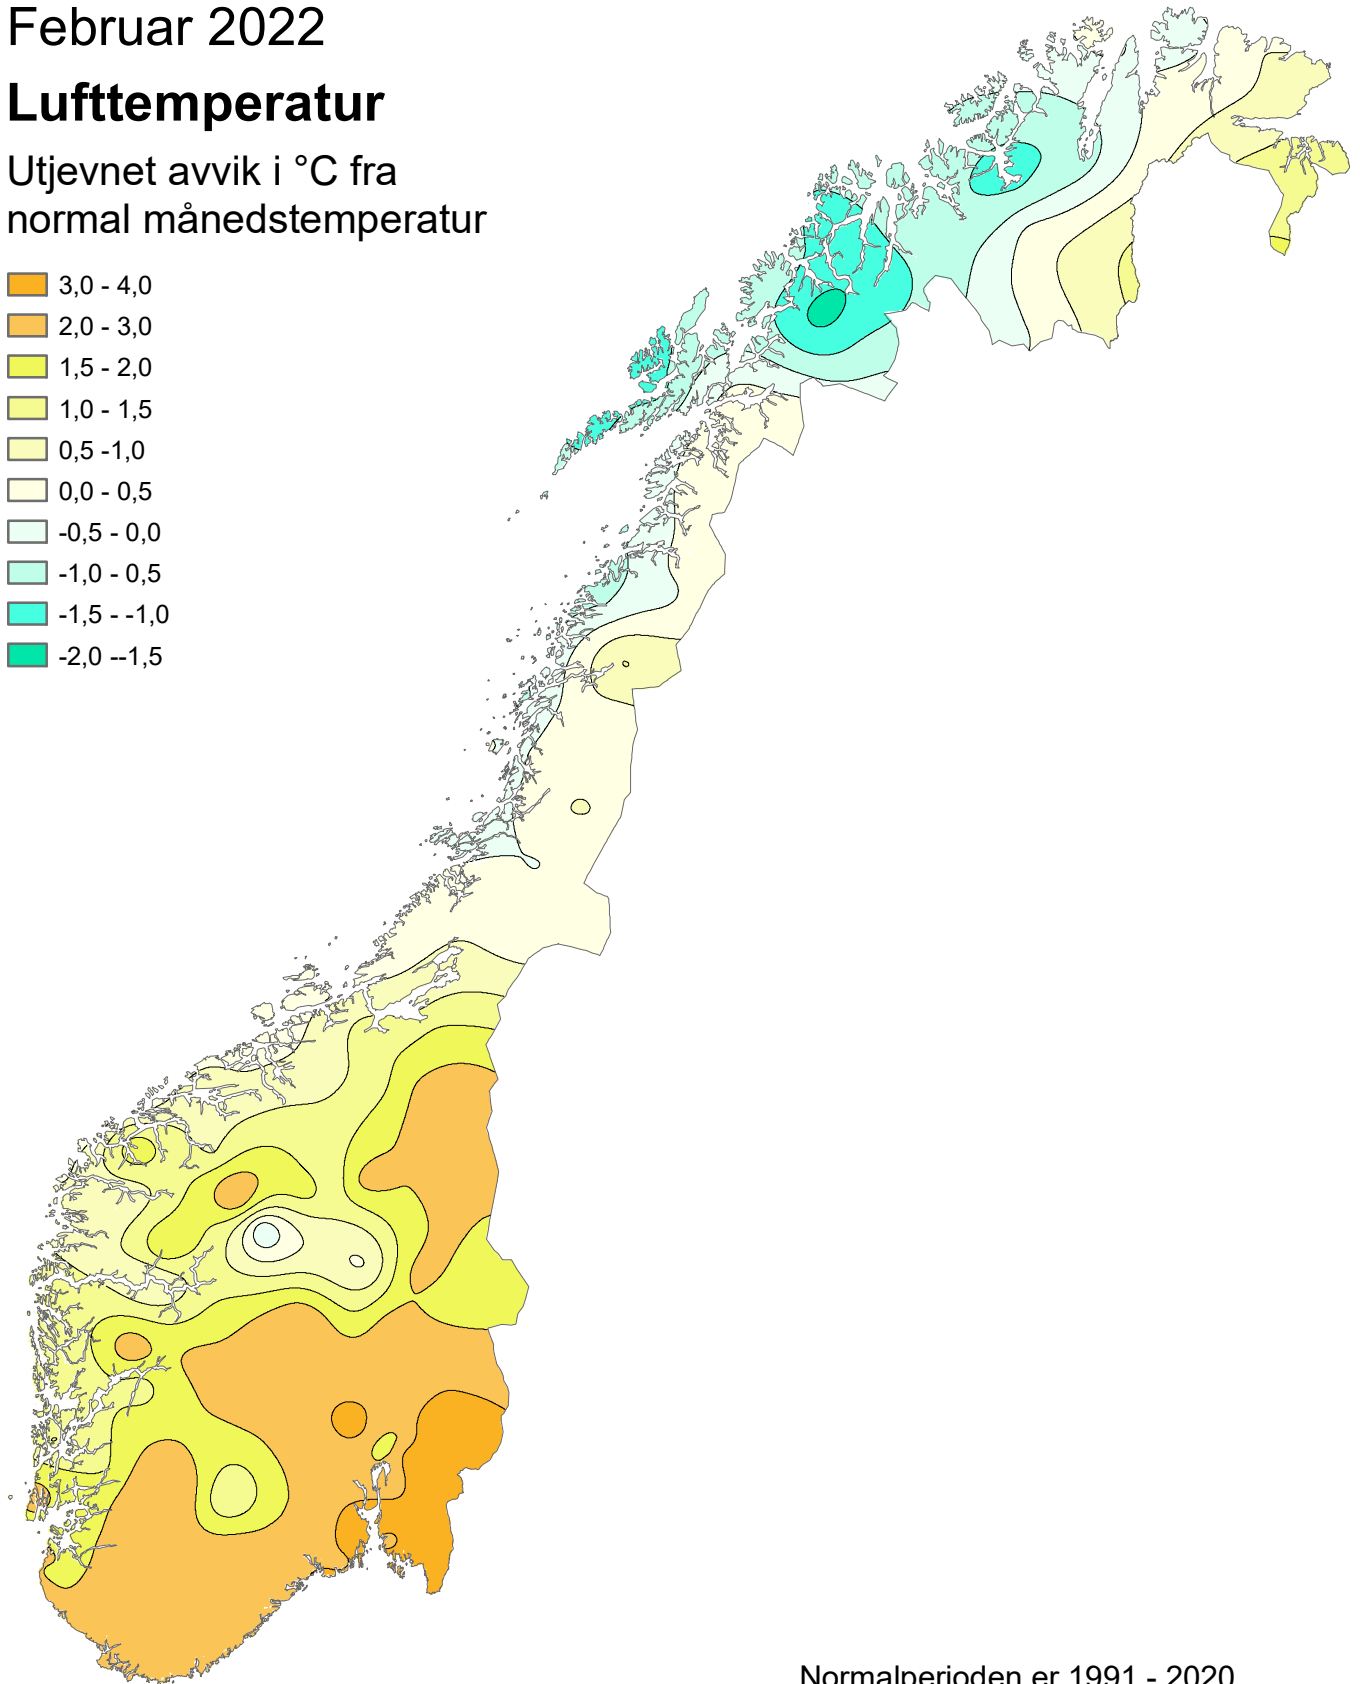 Februar 2022
Lufttemperatur
Utjevnet avvik i °C fra
normal månedstemperatur
3,0 - 4,0
2,0 - 3,0
1,5 - 2,0
1,0 - 1,5
0,5 -1,0
0,0 - 0,5
-0,5 - 0,0
-1,0 - 0,5
-1,5 - -1,0
-2,0 --1,5
Normalperioden er 1991 - 2020